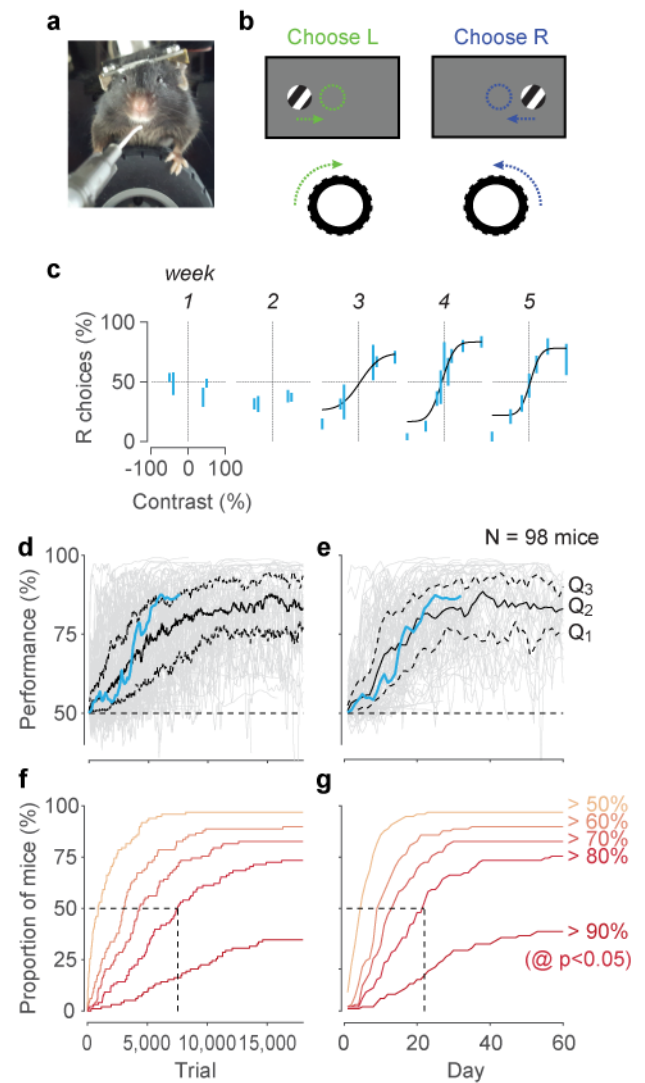 a
b
Choose L
Choose R
c
week
1
2
3
4
5
R choices (%)
100
50
0
-100 0 100
Contrast (%)
N = 98 mice
d
e
Performance (%)
100
75
50
Q3
Q2
Q1
f
g
Proportion of mice (%)
100
75
50
25
0
> 50%
> 60%
> 70%
> 80%
> 90%
(@ p<0.05)
0 5,000 10,000 15,000
Trial
0 20 40 60
Day